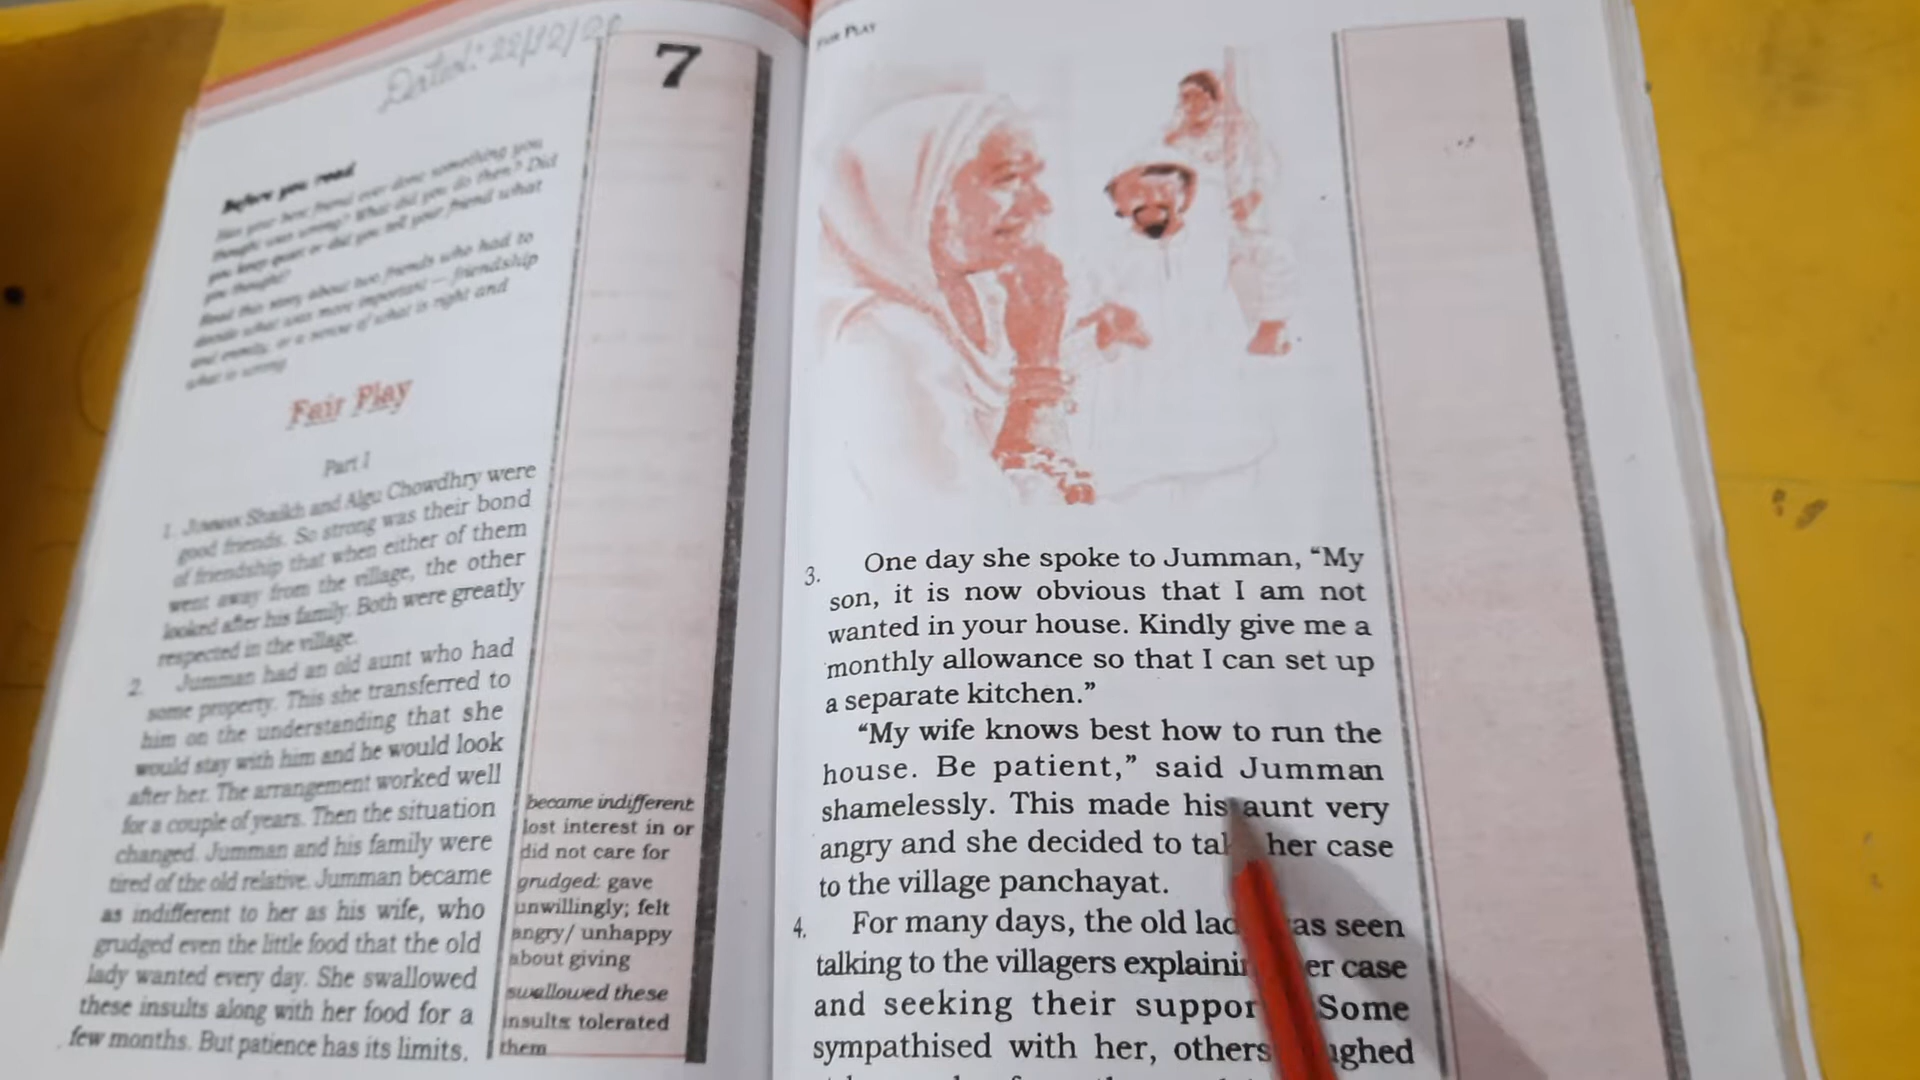 Dated: 22/12/20
7
Before you read
Has your best friend ever done something you
thought was wrong? What did you do then? Did
you keep quiet or did you tell your friend what
you thought?
Read this story about two friends who had to
decide what was more important — friendship
and enmity, or a sense of what is right and
what is wrong.
Fair Play
Part I
1. Jumman Shaikh and Algu Chowdhry were
good friends. So strong was their bond
of friendship that when either of them
went away from the village, the other
looked after his family. Both were greatly
respected in the village.
2. Jumman had an old aunt who had
some property. This she transferred to
him on the understanding that she
would stay with him and he would look
after her. The arrangement worked well
for a couple of years. Then the situation
changed. Jumman and his family were
tired of the old relative. Jumman became
as indifferent to her as his wife, who
grudged even the little food that the old
lady wanted every day. She swallowed
these insults along with her food for a
few months. But patience has its limits.
became indifferent:
lost interest in or
did not care for
grudged: gave
unwillingly; felt
angry/ unhappy
about giving
swallowed these
insults: tolerated
them
FAIR PLAY
3. One day she spoke to Jumman, “My
son, it is now obvious that I am not
wanted in your house. Kindly give me a
monthly allowance so that I can set up
a separate kitchen.”
“My wife knows best how to run the
house. Be patient,” said Jumman
shamelessly. This made his aunt very
angry and she decided to take her case
to the village panchayat.
4. For many days, the old lady was seen
talking to the villagers explaining her case
and seeking their support. Some
sympathised with her, others laughed